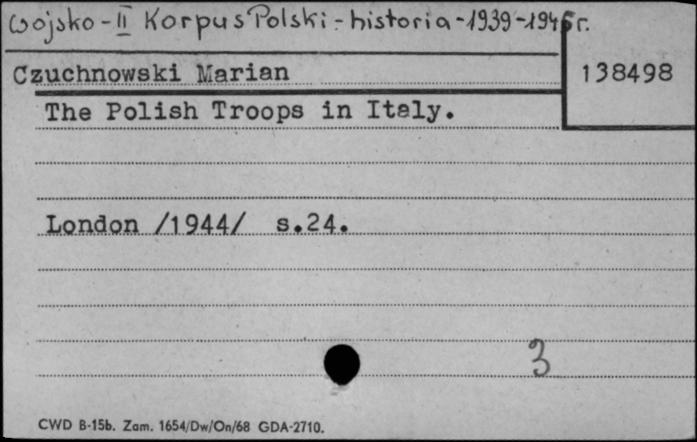 Wojsko - II Korpus Polski - historia - 1939-1945r.
Czuchnowski Marian
138498
The Polish Troops in Italy.
London /1944/ s.24.
3
CWD B-15b. Zam. 1654/Dw/On/68 GDA-2710.